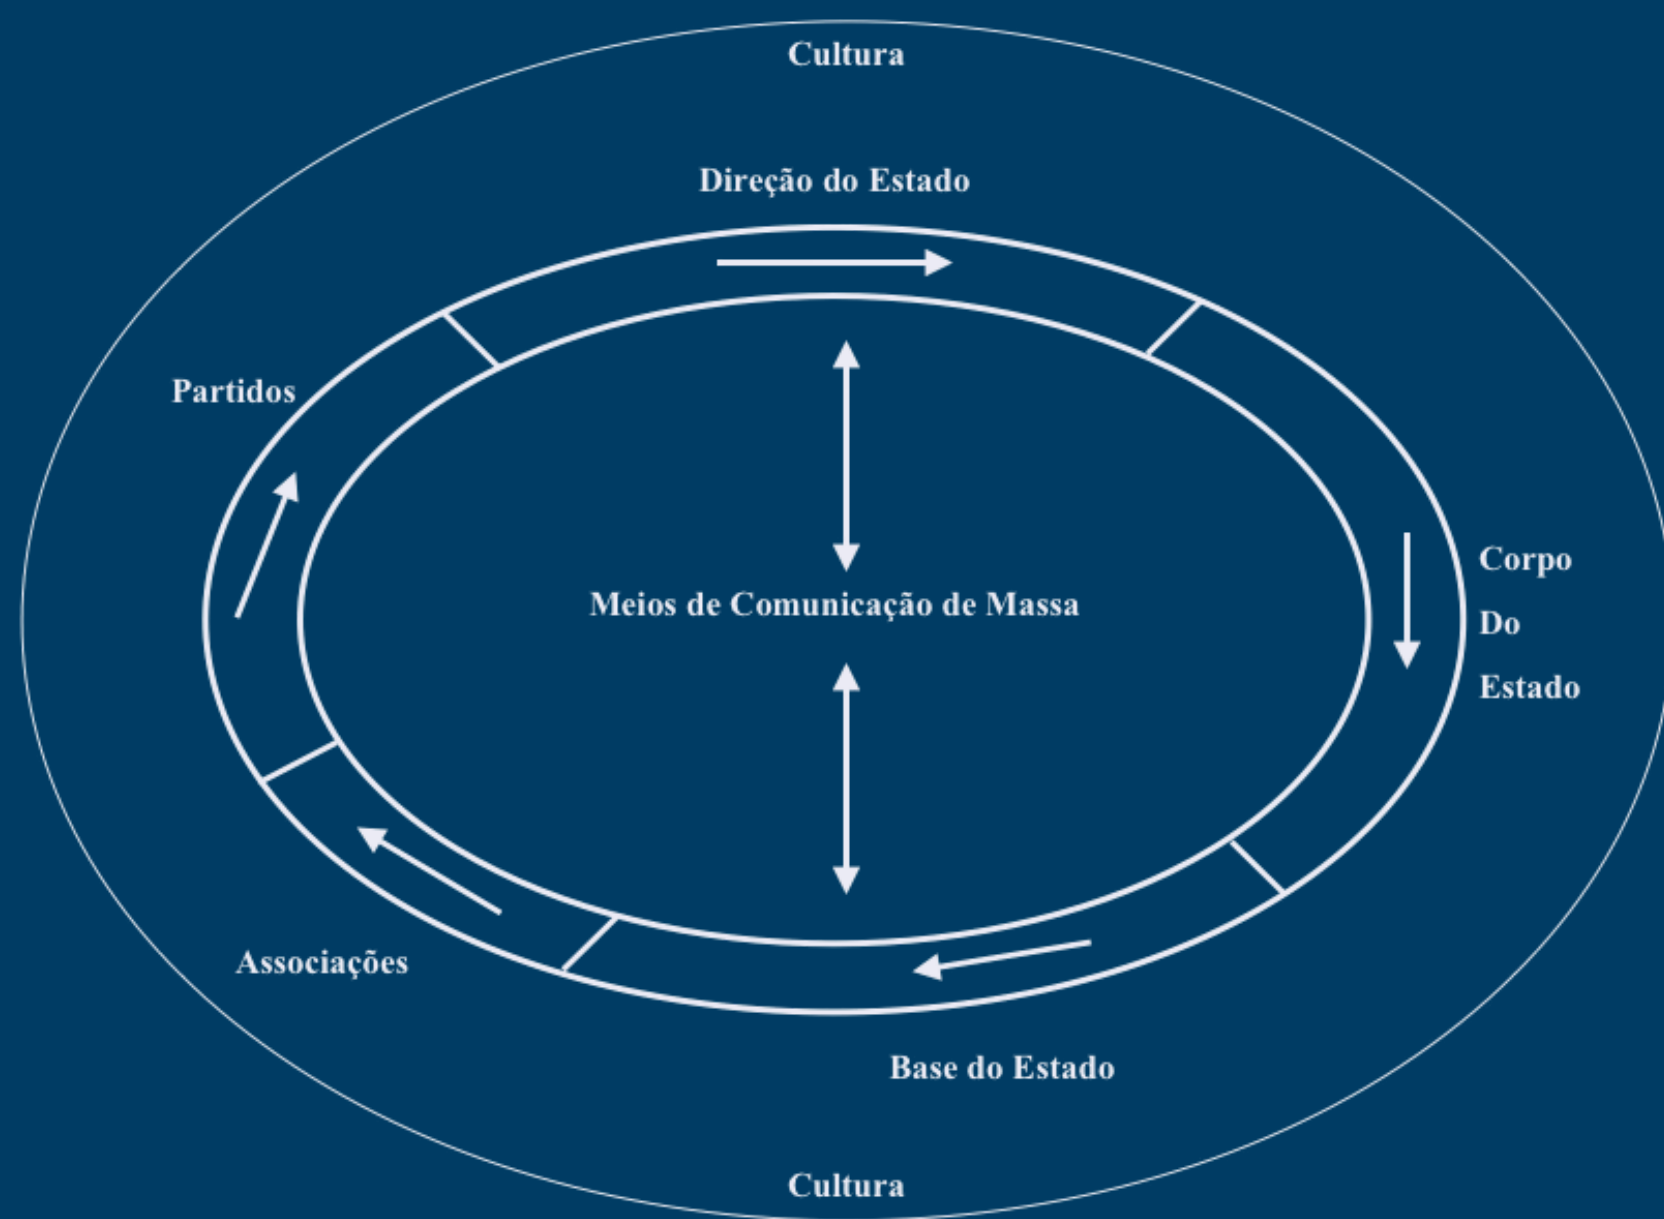 Cultura
Direção do Estado
Partidos
Corpo
Do
Estado
Meios de Comunicação de Massa
Associações
Base do Estado
Cultura